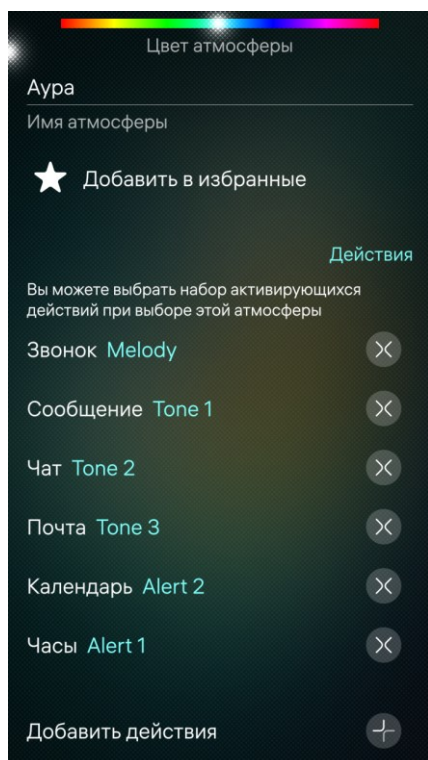 Цвет атмосферы
Аура
Имя атмосферы
Добавить в избранные
Действия
Вы можете выбрать набор активирующихся
действий при выборе этой атмосферы
Звонок Melody
Сообщение Tone 1
Чат Tone 2
Почта Tone 3
Календарь Alert 2
Часы Alert 1
Добавить действия